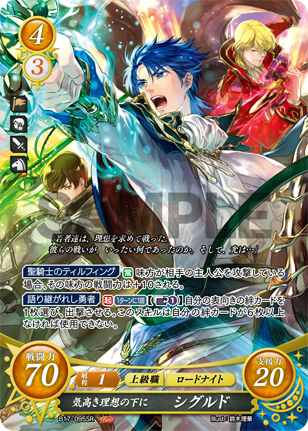 4
3
SAMPLE
"若者達は、理想を求めて戦った。
彼らの戦いが、いったい何であったのか。そして、光は…"
聖騎士のティルフィング 常 味方が相手の主人公を攻撃している
場合、その味方の戦闘力は+10される。
語り継がれし勇者 起 [1ターンに1回] 自分の表向きの絆カードを
1枚選び、出撃させる。このスキルは自分の絆カードが6枚以上
なければ使用できない。
戦闘力 70
射程 1 上級職 ロードナイト
支援力 20
気高き理想の下に シグルド
B17-095SR
Illust: 鈴木理華